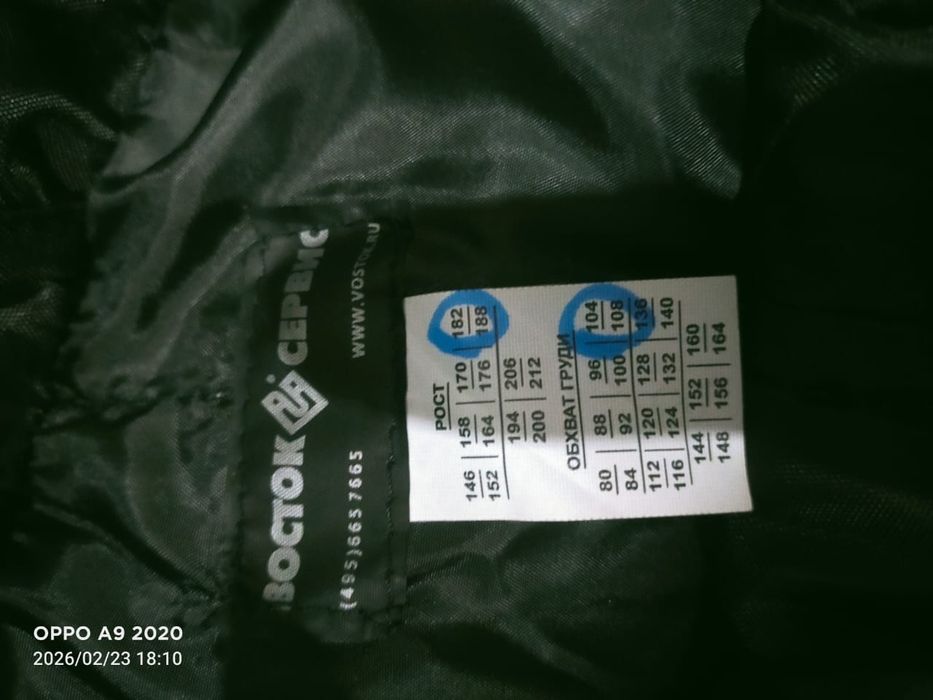 ВОСТОК СЕРВИС
(495)6657665 WWW.VOSTOK.RU
РОСТ
146 158 170 182
152 164 176 188
194 206
200 212
ОБХВАТ ГРУДИ
80 88 96 104
84 92 100 108
112 120 128 136
116 124 132 140
144 152 160
148 156 164
OPPO A9 2020
2026/02/23 18:10